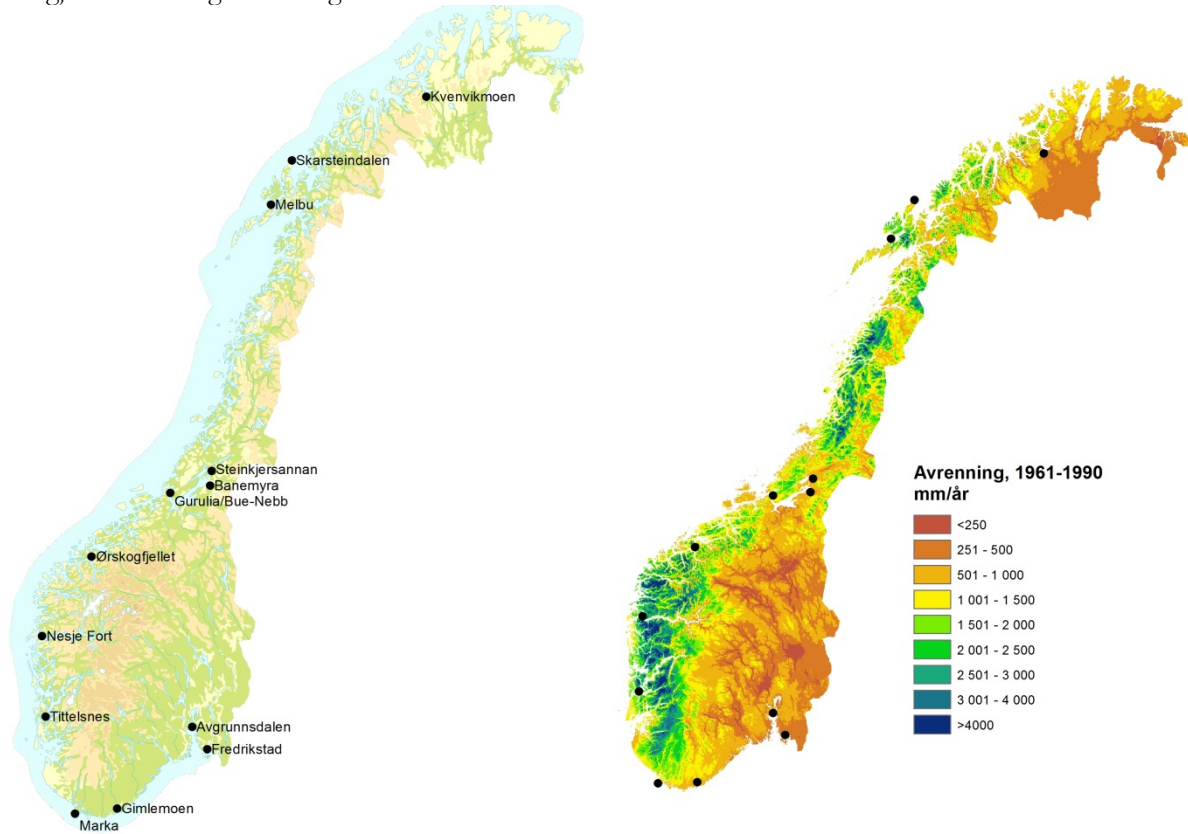 Kvenvikmoen
Skarsteindalen
Melbu
Steinkjersannan
Banemyra
Gurulia/Bue-Nebb
Ørskogfjellet
Nesje Fort
Tittelsnes
Avgrunnsdalen
Fredrikstad
Gimlemoen
Marka
Avrenning, 1961-1990
mm/år
<250
251 - 500
501 - 1 000
1 001 - 1 500
1 501 - 2 000
2 001 - 2 500
2 501 - 3 000
3 001 - 4 000
>4000